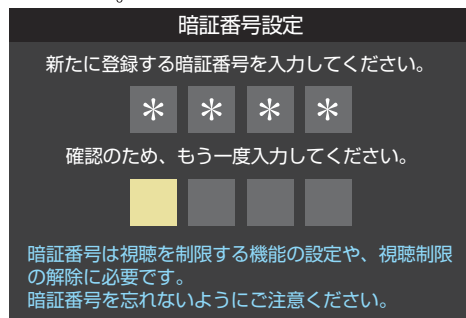 暗証番号設定
新たに登録する暗証番号を入力してください。
＊ ＊ ＊ ＊
確認のため、もう一度入力してください。
暗証番号は視聴を制限する機能の設定や、視聴制限
の解除に必要です。
暗証番号を忘れないようにご注意ください。